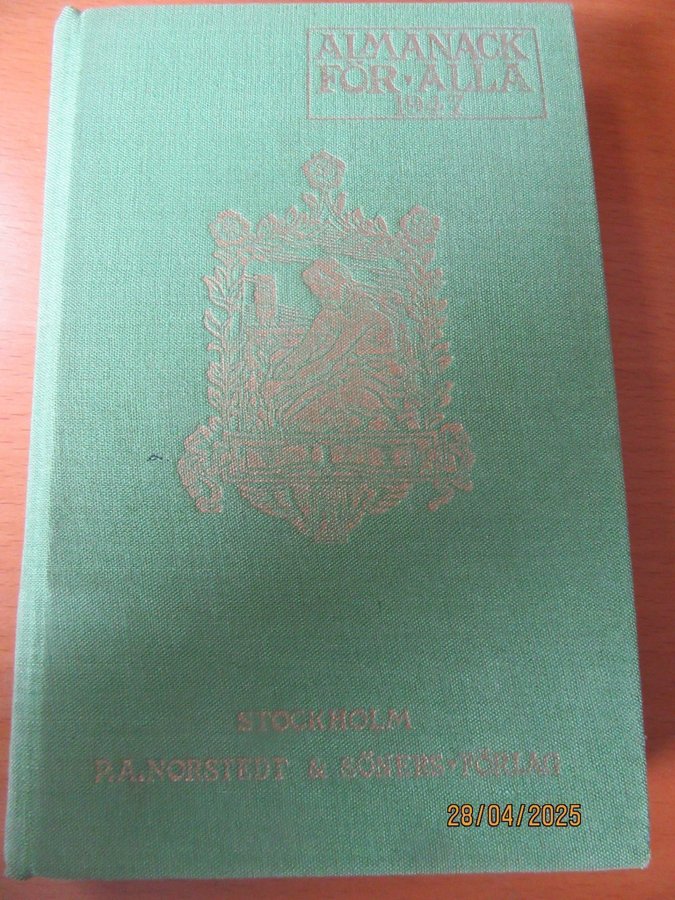 ALMANACK
FÖR ALLA
1947
STOCKHOLM
P.A. NORSTEDT & SÖNERS FÖRLAG
28/04/2025